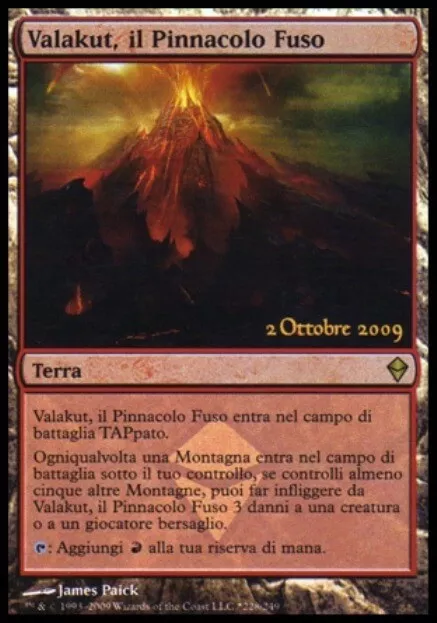 Valakut, il Pinnacolo Fuso
2 Ottobre 2009
Terra
Valakut, il Pinnacolo Fuso entra nel campo di
battaglia TAPpato.
Ogniqualvolta una Montagna entra nel campo di
battaglia sotto il tuo controllo, se controlli almeno
cinque altre Montagne, puoi far infliggere da
Valakut, il Pinnacolo Fuso 3 danni a una creatura
o a un giocatore bersaglio.
: Aggiungi alla tua riserva di mana.
James Paick
™ & © 1993-2009 Wizards of the Coast LLC *228/249